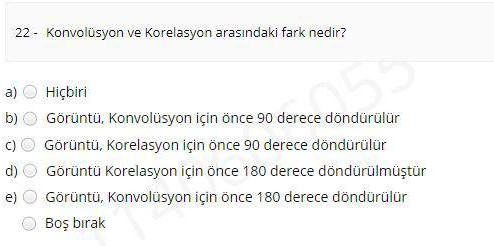 22 - Konvolüsyon ve Korelasyon arasındaki fark nedir?
a) Hiçbiri
b) Görüntü, Konvolüsyon için önce 90 derece döndürülür
c) Görüntü, Korelasyon için önce 90 derece döndürülür
d) Görüntü Korelasyon için önce 180 derece döndürülmüştür
e) Görüntü, Konvolüsyon için önce 180 derece döndürülür
Boş bırak